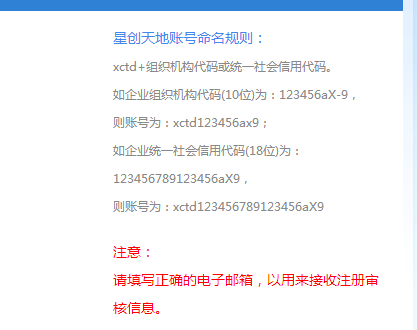 星创天地账号命名规则：
xctd+组织机构代码或统一社会信用代码。
如企业组织机构代码(10位)为：123456aX-9，
则账号为：xctd123456ax9；
如企业统一社会信用代码(18位)为：
123456789123456aX9，
则账号为：xctd123456789123456aX9
注意：
请填写正确的电子邮箱，以用来接收注册审
核信息。